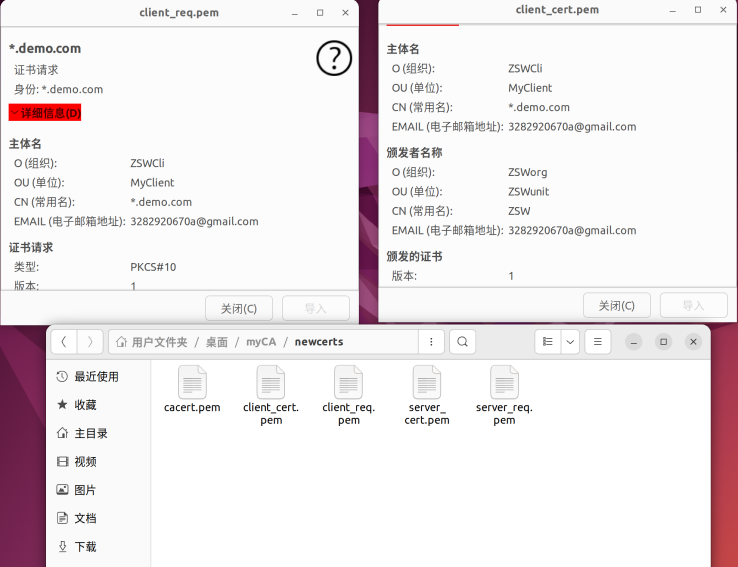 client_req.pem
*.demo.com
证书请求
身份: *.demo.com
详细信息(D)
主体名
O (组织): ZSWCli
OU (单位): MyClient
CN (常用名): *.demo.com
EMAIL (电子邮箱地址): 3282920670a@gmail.com
证书请求
类型: PKCS#10
版本: 1
关闭(C) 导入
client_cert.pem
主体名
O (组织): ZSWCli
OU (单位): MyClient
CN (常用名): *.demo.com
EMAIL (电子邮箱地址): 3282920670a@gmail.com
颁发者名称
O (组织): ZSWorg
OU (单位): ZSWunit
CN (常用名): ZSW
EMAIL (电子邮箱地址): 3282920670a@gmail.com
颁发的证书
版本: 1
关闭(C) 导入
用户文件夹 / 桌面 / myCA / newcerts
最近使用
收藏
主目录
视频
图片
文档
下载
cacert.pem
client_cert.
pem
client_req.
pem
server_
cert.pem
server_req.
pem